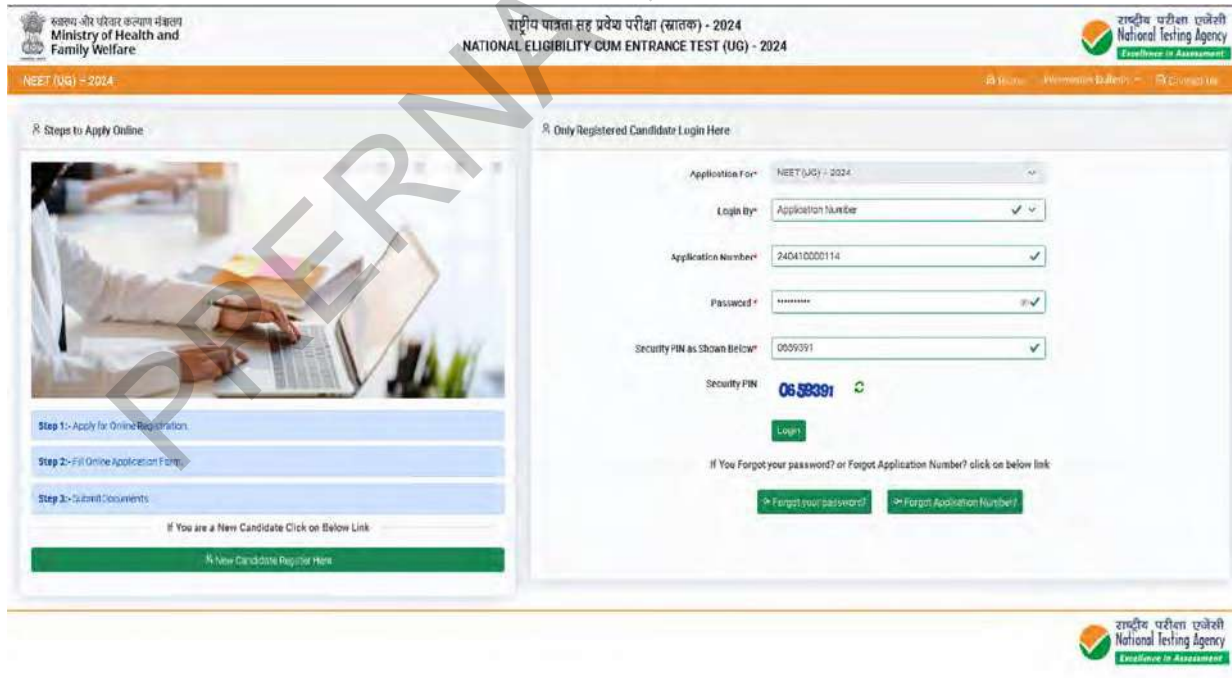 स्वास्थ्य और परिवार कल्याण मंत्रालय
Ministry of Health and
Family Welfare
राष्ट्रीय पात्रता सह प्रवेश परीक्षा (स्नातक) - 2024
NATIONAL ELIGIBILITY CUM ENTRANCE TEST (UG) - 2024
राष्ट्रीय परीक्षा एजेंसी
National Testing Agency
Excellence in Assessment
NEET (UG) – 2024
Home Information Bulletin Contact Us
Steps to Apply Online
Step 1:- Apply for Online Registration.
Step 2:- Fill Online Application Form.
Step 3:- Submit Documents
If You are a New Candidate Click on Below Link
New Candidate Register Here
Only Registered Candidate Login Here
Application For* NEET (UG) - 2024
Login By* Application Number
Application Number* 240410000114
Password * ••••••••••
Security PIN as Shown Below* 0659391
Security PIN 0659391
Login
If You Forgot your password? or Forgot Application Number? click on below link
Forgot your password? Forgot Application Number?
राष्ट्रीय परीक्षा एजेंसी
National Testing Agency
Excellence in Assessment
PRERNA